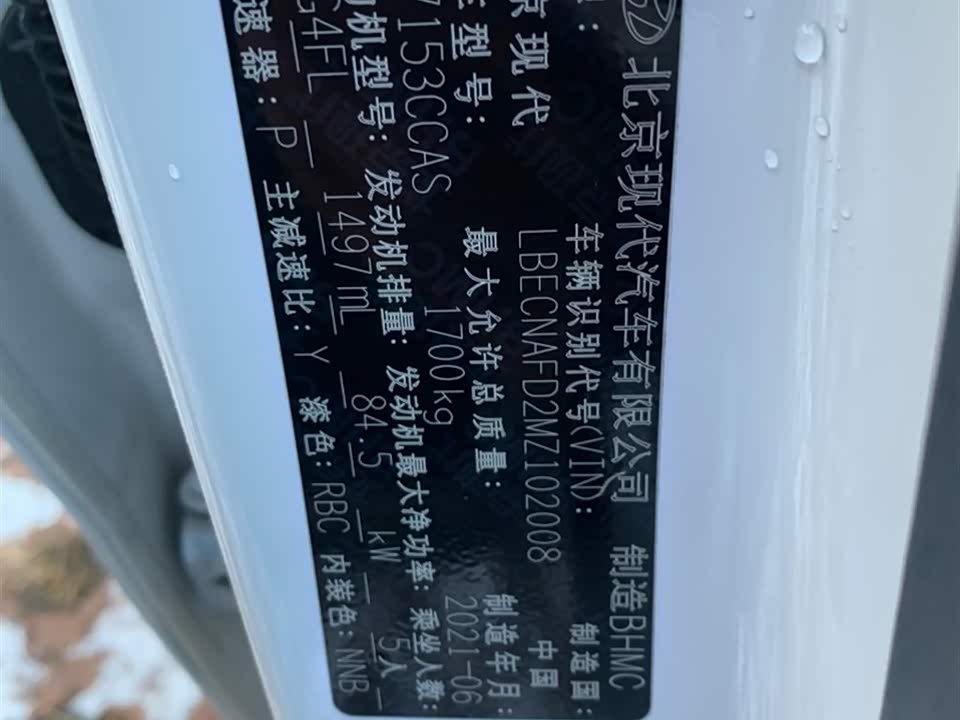 北京现代汽车有限公司 制造BHMC
车辆识别代号(VIN): 制造国:
京现代 LBECNAFD2MZ102008 中国
型号: 最大允许总质量: 制造年月:
7153CCAS 1700kg 2021-06
机型号: 发动机排量: 发动机最大净功率: 乘坐人数:
G4FL 1497mL 84.5 kW 5人
速器: P 主减速比: Y 漆色: RBC 内装色: NNB